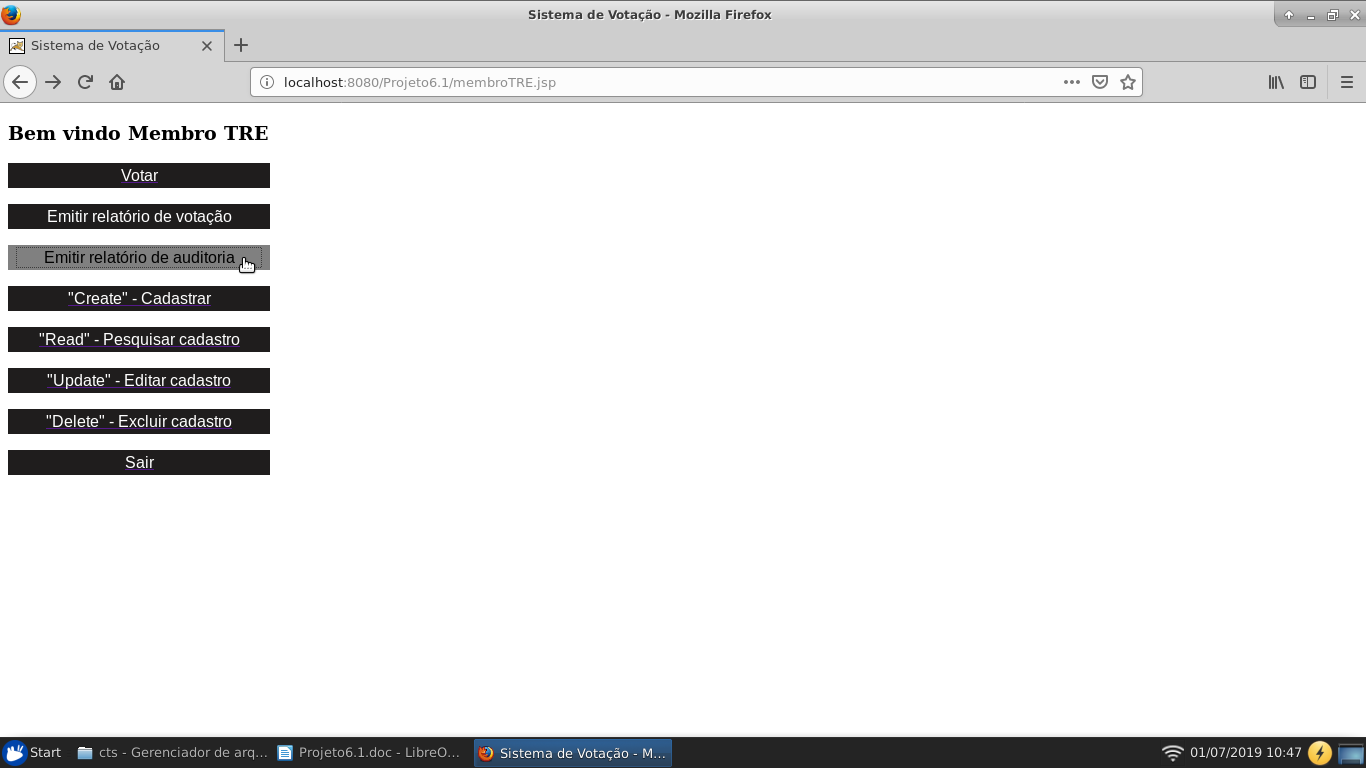 Sistema de Votação - Mozilla Firefox
Sistema de Votação
localhost:8080/Projeto6.1/membroTRE.jsp
Bem vindo Membro TRE
Votar
Emitir relatório de votação
Emitir relatório de auditoria
"Create" - Cadastrar
"Read" - Pesquisar cadastro
"Update" - Editar cadastro
"Delete" - Excluir cadastro
Sair
Start cts - Gerenciador de arq... Projeto6.1.doc - LibreO... Sistema de Votação - M... 01/07/2019 10:47